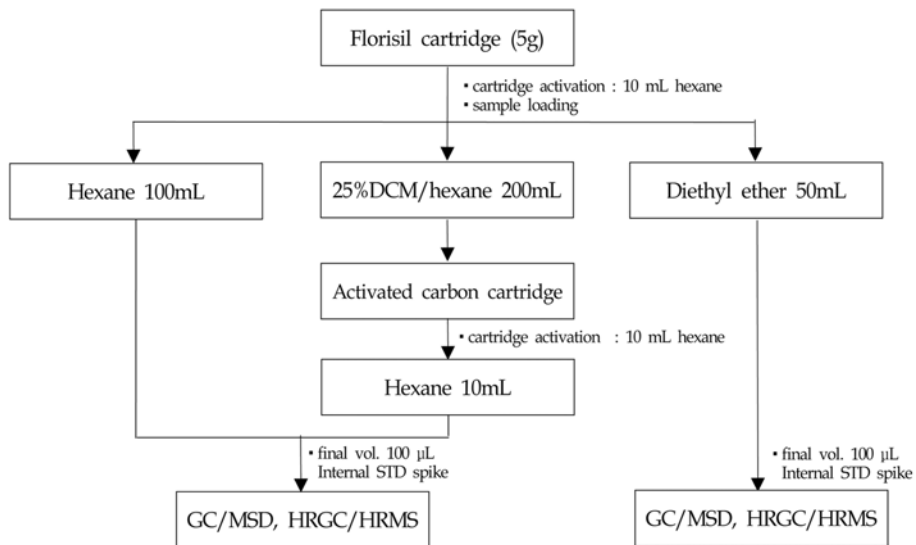 Florisil cartridge (5g)
▪ cartridge activation : 10 mL hexane
▪ sample loading
Hexane 100mL
25%DCM/hexane 200mL
Diethyl ether 50mL
Activated carbon cartridge
▪ cartridge activation : 10 mL hexane
Hexane 10mL
▪ final vol. 100 μL
Internal STD spike
▪ final vol. 100 μL
Internal STD spike
GC/MSD, HRGC/HRMS
GC/MSD, HRGC/HRMS